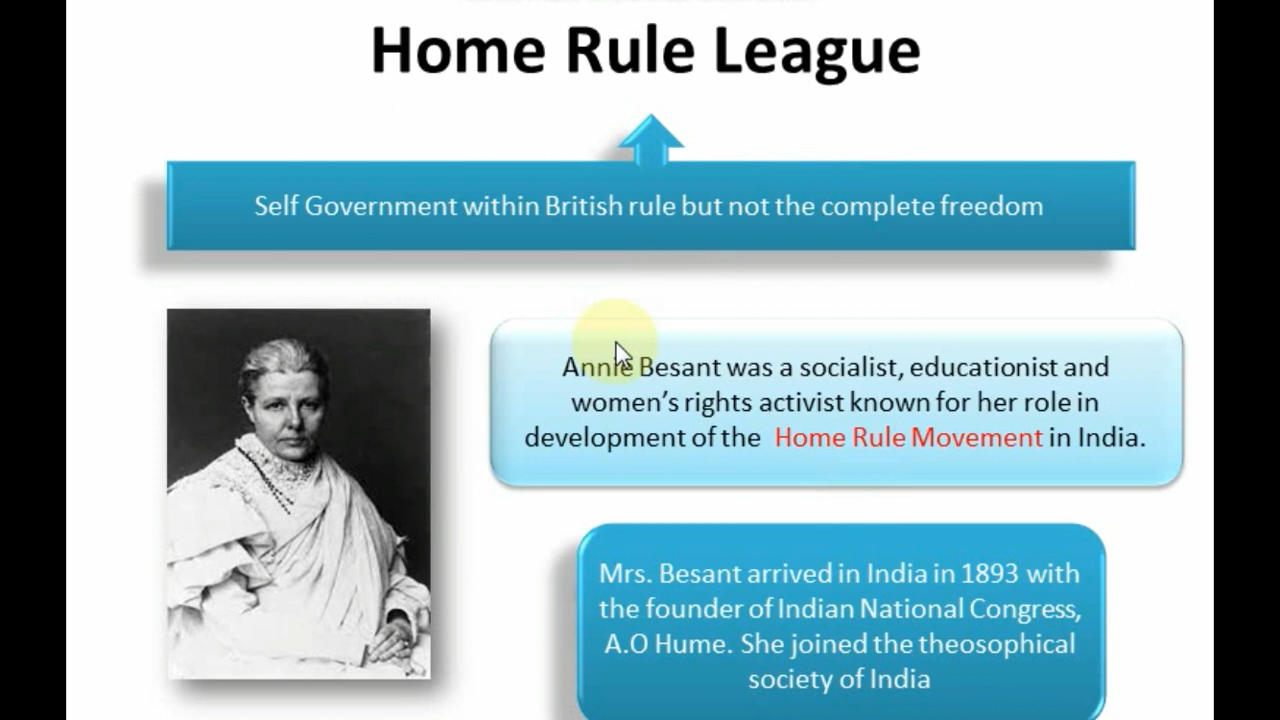 Home Rule League
Self Government within British rule but not the complete freedom
Annie Besant was a socialist, educationist and
women's rights activist known for her role in
development of the Home Rule Movement in India.
Mrs. Besant arrived in India in 1893 with
the founder of Indian National Congress,
A.O Hume. She joined the theosophical
society of India